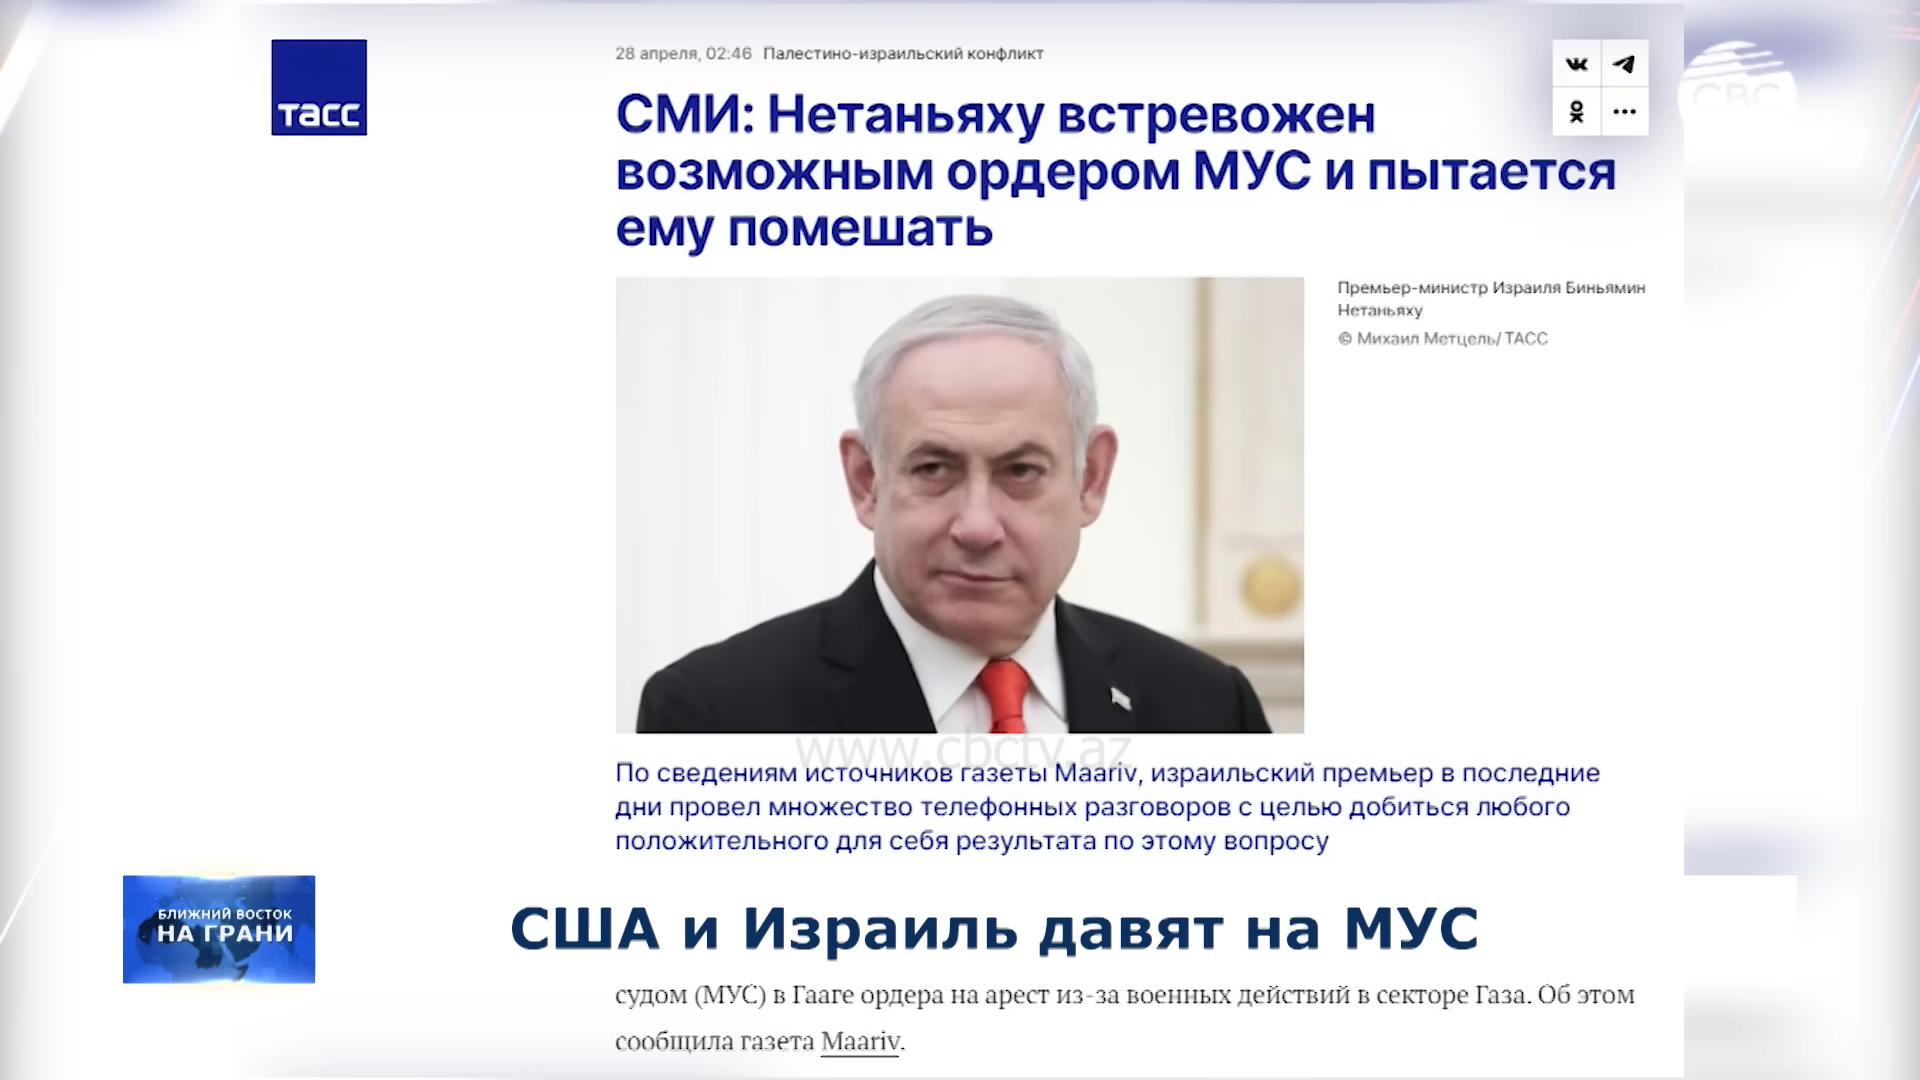 28 апреля, 02:46 Палестино-израильский конфликт
тасс
CBC
СМИ: Нетаньяху встревожен
возможным ордером МУС и пытается
ему помешать
Премьер-министр Израиля Биньямин
Нетаньяху
© Михаил Метцель/ ТАСС
www.cbctv.az
По сведениям источников газеты Maariv, израильский премьер в последние
дни провел множество телефонных разговоров с целью добиться любого
положительного для себя результата по этому вопросу
БЛИЖНИЙ ВОСТОК
НА ГРАНИ
США и Израиль давят на МУС
судом (МУС) в Гааге ордера на арест из-за военных действий в секторе Газа. Об этом
сообщила газета Maariv.